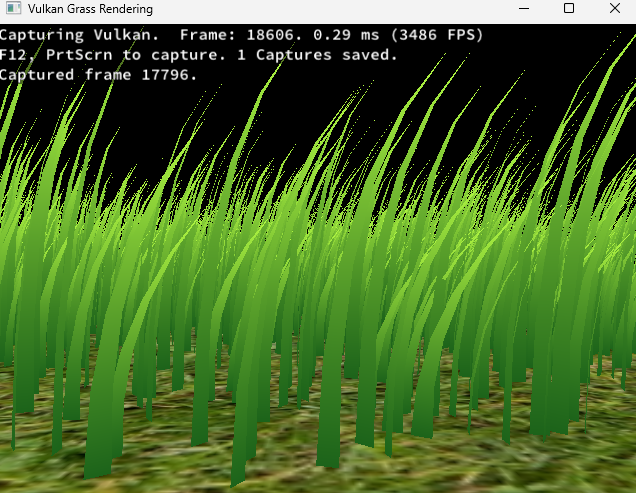 Vulkan Grass Rendering
Capturing Vulkan. Frame: 18606. 0.29 ms (3486 FPS)
F12, PrtScrn to capture. 1 Captures saved.
Captured frame 17796.